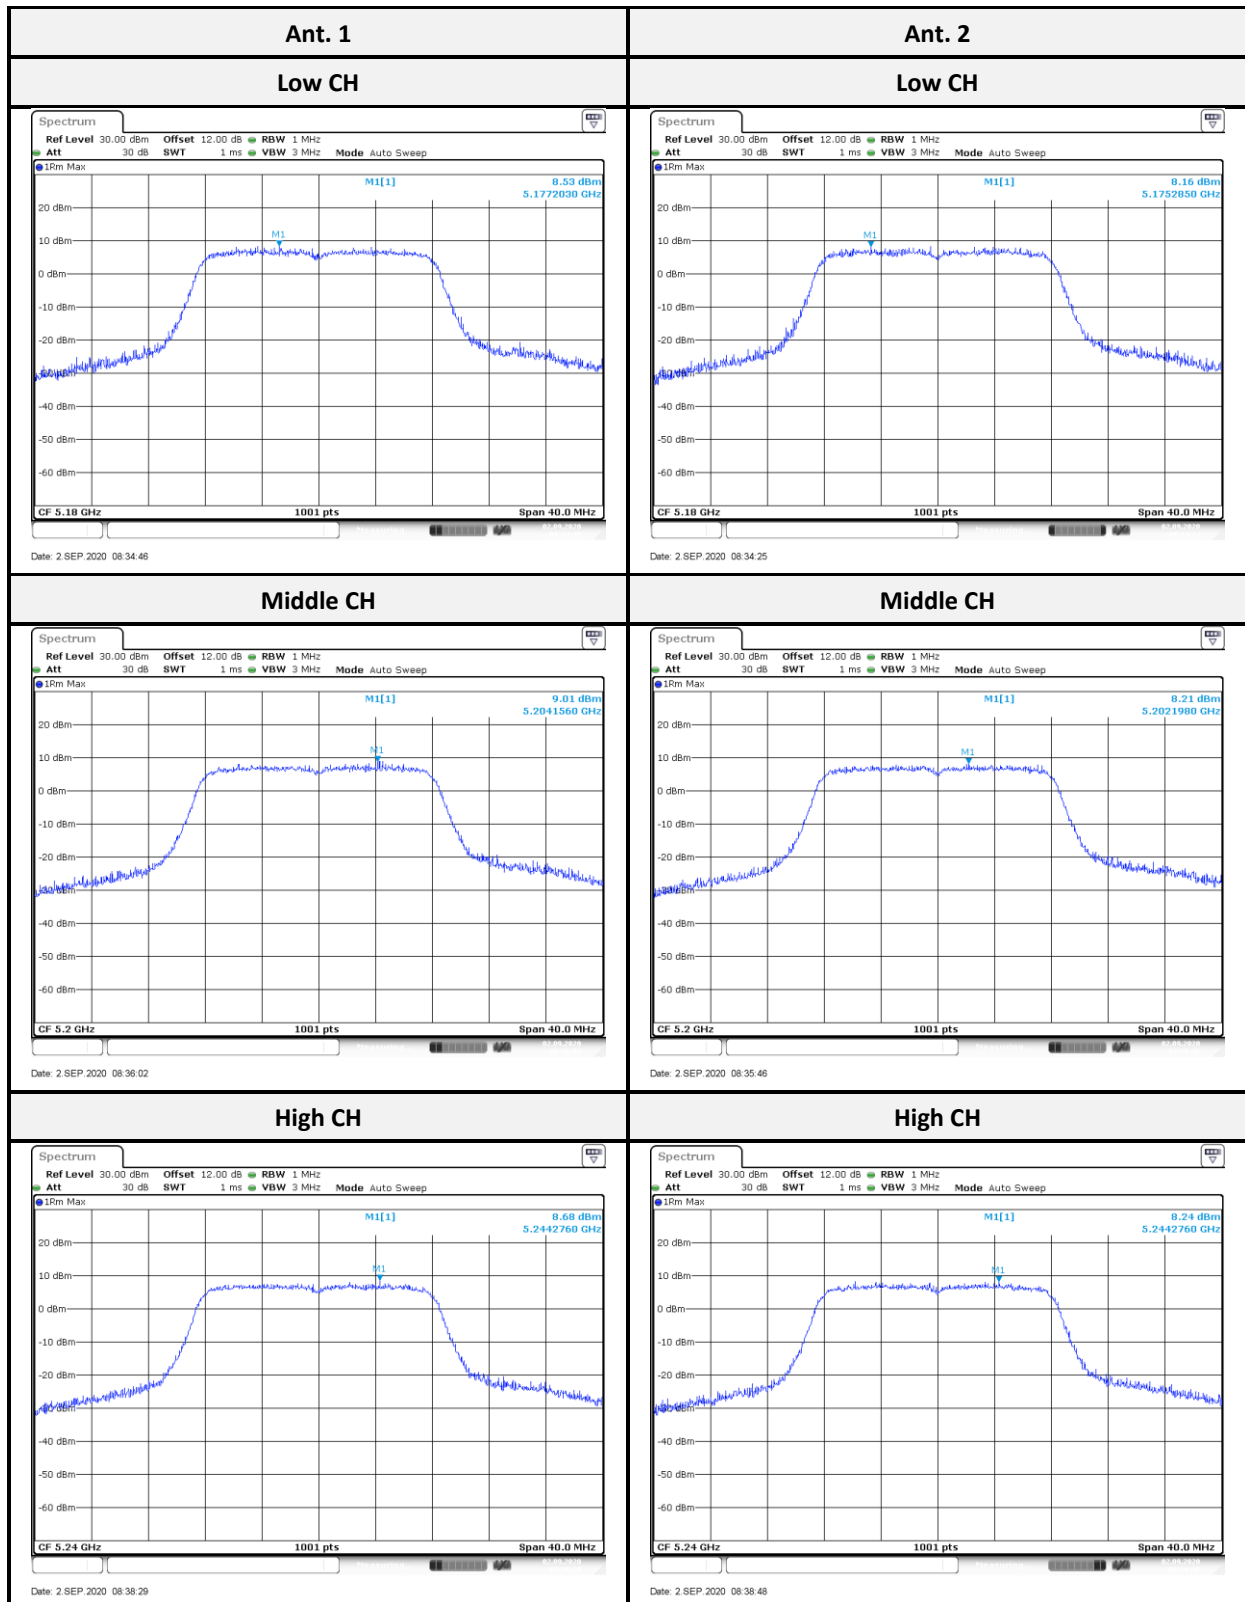 Ant. 1
Ant. 2
Low CH
Low CH
Spectrum
Ref Level 30.00 dBm Offset 12.00 dB RBW 1 MHz
Att 30 dB SWT 1 ms VBW 3 MHz Mode Auto Sweep
1Rm Max
M1[1] 8.53 dBm
5.1772030 GHz
M1
20 dBm
10 dBm
0 dBm
-10 dBm
-20 dBm
-40 dBm
-50 dBm
-60 dBm
CF 5.18 GHz 1001 pts Span 40.0 MHz
Date: 2.SEP.2020 08:34:46
Spectrum
Ref Level 30.00 dBm Offset 12.00 dB RBW 1 MHz
Att 30 dB SWT 1 ms VBW 3 MHz Mode Auto Sweep
1Rm Max
M1[1] 8.16 dBm
5.1752850 GHz
M1
20 dBm
10 dBm
0 dBm
-10 dBm
-20 dBm
-40 dBm
-50 dBm
-60 dBm
CF 5.18 GHz 1001 pts Span 40.0 MHz
Date: 2.SEP.2020 08:34:25
Middle CH
Middle CH
Spectrum
Ref Level 30.00 dBm Offset 12.00 dB RBW 1 MHz
Att 30 dB SWT 1 ms VBW 3 MHz Mode Auto Sweep
1Rm Max
M1[1] 9.01 dBm
5.2041560 GHz
M1
20 dBm
10 dBm
0 dBm
-10 dBm
-20 dBm
-40 dBm
-50 dBm
-60 dBm
CF 5.2 GHz 1001 pts Span 40.0 MHz
Date: 2.SEP.2020 08:36:02
Spectrum
Ref Level 30.00 dBm Offset 12.00 dB RBW 1 MHz
Att 30 dB SWT 1 ms VBW 3 MHz Mode Auto Sweep
1Rm Max
M1[1] 8.21 dBm
5.2021980 GHz
M1
20 dBm
10 dBm
0 dBm
-10 dBm
-20 dBm
-40 dBm
-50 dBm
-60 dBm
CF 5.2 GHz 1001 pts Span 40.0 MHz
Date: 2.SEP.2020 08:35:46
High CH
High CH
Spectrum
Ref Level 30.00 dBm Offset 12.00 dB RBW 1 MHz
Att 30 dB SWT 1 ms VBW 3 MHz Mode Auto Sweep
1Rm Max
M1[1] 8.68 dBm
5.2442760 GHz
M1
20 dBm
10 dBm
0 dBm
-10 dBm
-20 dBm
-40 dBm
-50 dBm
-60 dBm
CF 5.24 GHz 1001 pts Span 40.0 MHz
Date: 2.SEP.2020 08:38:29
Spectrum
Ref Level 30.00 dBm Offset 12.00 dB RBW 1 MHz
Att 30 dB SWT 1 ms VBW 3 MHz Mode Auto Sweep
1Rm Max
M1[1] 8.24 dBm
5.2442760 GHz
M1
20 dBm
10 dBm
0 dBm
-10 dBm
-20 dBm
-40 dBm
-50 dBm
-60 dBm
CF 5.24 GHz 1001 pts Span 40.0 MHz
Date: 2.SEP.2020 08:38:48